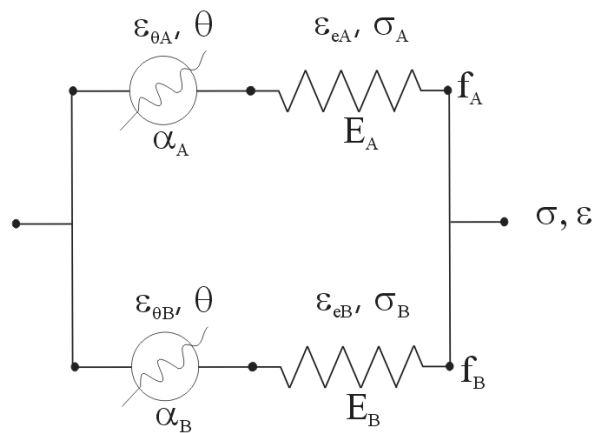 ε_θA, θ
ε_eA, σ_A
f_A
α_A
E_A
σ, ε
ε_θB, θ
ε_eB, σ_B
f_B
α_B
E_B